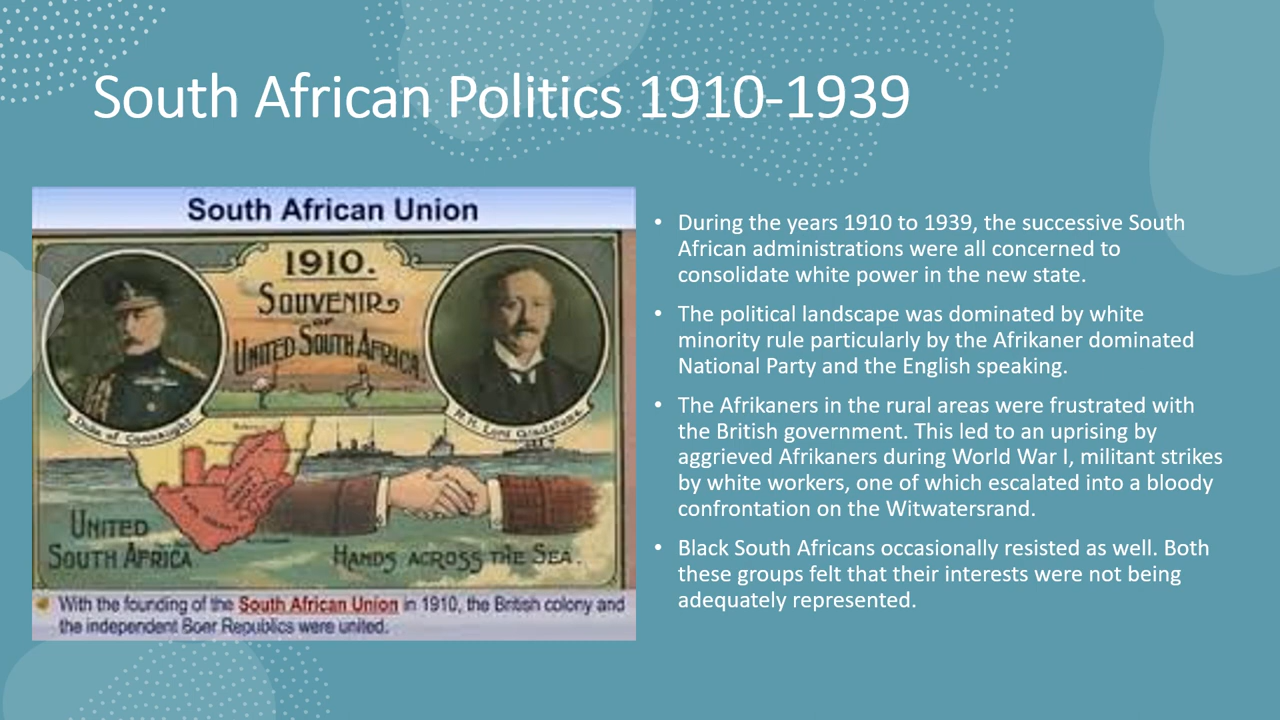 South African Politics 1910-1939
South African Union
1910.
SOUVENIR
OF
UNITED SOUTH AFRICA.
Duke of Connaught.
H. H. Lord Gladstone.
UNITED
SOUTH AFRICA
HANDS ACROSS THE SEA.
With the founding of the South African Union in 1910, the British colony and
the independent Boer Republics were united.
• During the years 1910 to 1939, the successive South
African administrations were all concerned to
consolidate white power in the new state.
• The political landscape was dominated by white
minority rule particularly by the Afrikaner dominated
National Party and the English speaking.
• The Afrikaners in the rural areas were frustrated with
the British government. This led to an uprising by
aggrieved Afrikaners during World War I, militant strikes
by white workers, one of which escalated into a bloody
confrontation on the Witwatersrand.
• Black South Africans occasionally resisted as well. Both
these groups felt that their interests were not being
adequately represented.